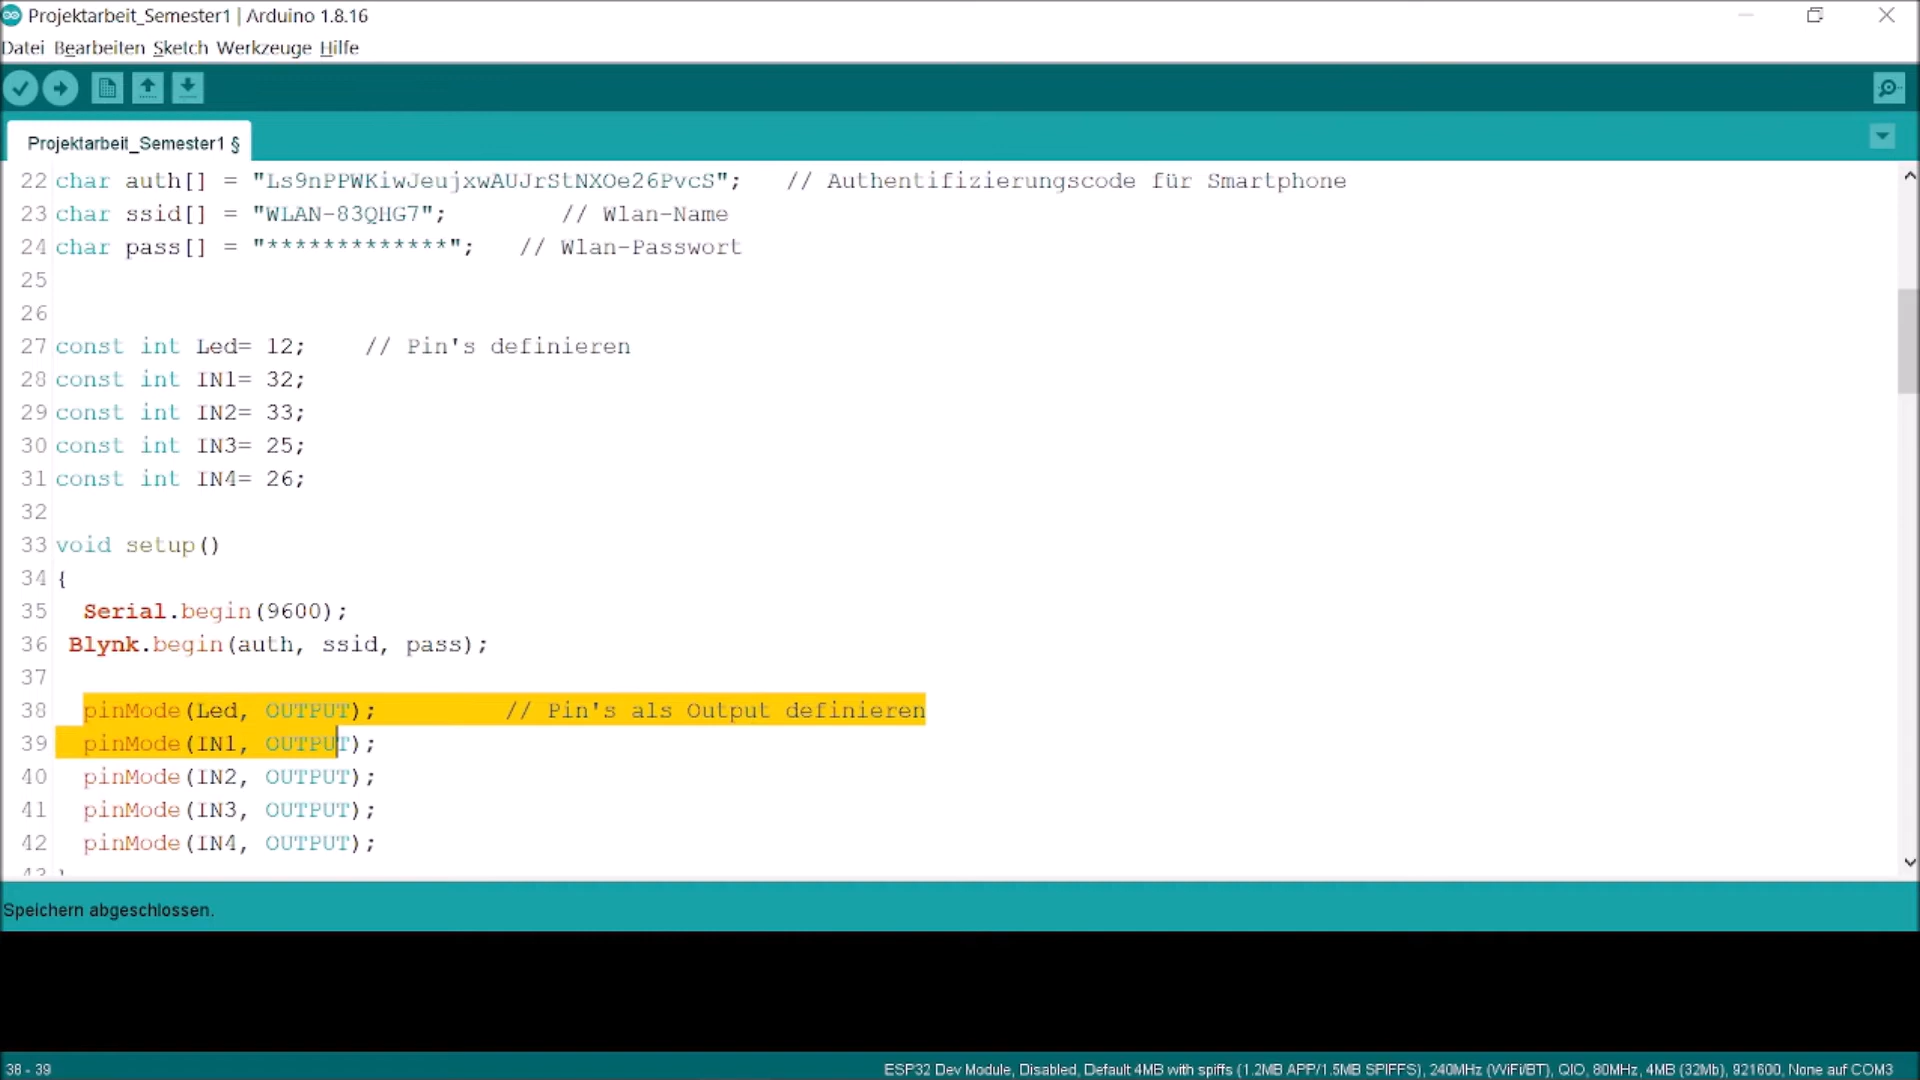 Projektarbeit_Semester1 | Arduino 1.8.16
Datei Bearbeiten Sketch Werkzeuge Hilfe
Projektarbeit_Semester1 §
22 char auth[] = "Ls9nPPWKiwJeujxwAUJrStNXOe26PvcS"; // Authentifizierungscode für Smartphone
23 char ssid[] = "WLAN-83QHG7"; // Wlan-Name
24 char pass[] = "*************"; // Wlan-Passwort
25
26
27 const int Led= 12; // Pin's definieren
28 const int IN1= 32;
29 const int IN2= 33;
30 const int IN3= 25;
31 const int IN4= 26;
32
33 void setup()
34 {
35 Serial.begin(9600);
36 Blynk.begin(auth, ssid, pass);
37
38 pinMode(Led, OUTPUT); // Pin's als Output definieren
39 pinMode(IN1, OUTPUT);
40 pinMode(IN2, OUTPUT);
41 pinMode(IN3, OUTPUT);
42 pinMode(IN4, OUTPUT);
Speichern abgeschlossen.
38 - 39
ESP32 Dev Module, Disabled, Default 4MB with spiffs (1.2MB APP/1.5MB SPIFFS), 240MHz (WiFi/BT), QIO, 80MHz, 4MB (32Mb), 921600, None auf COM3